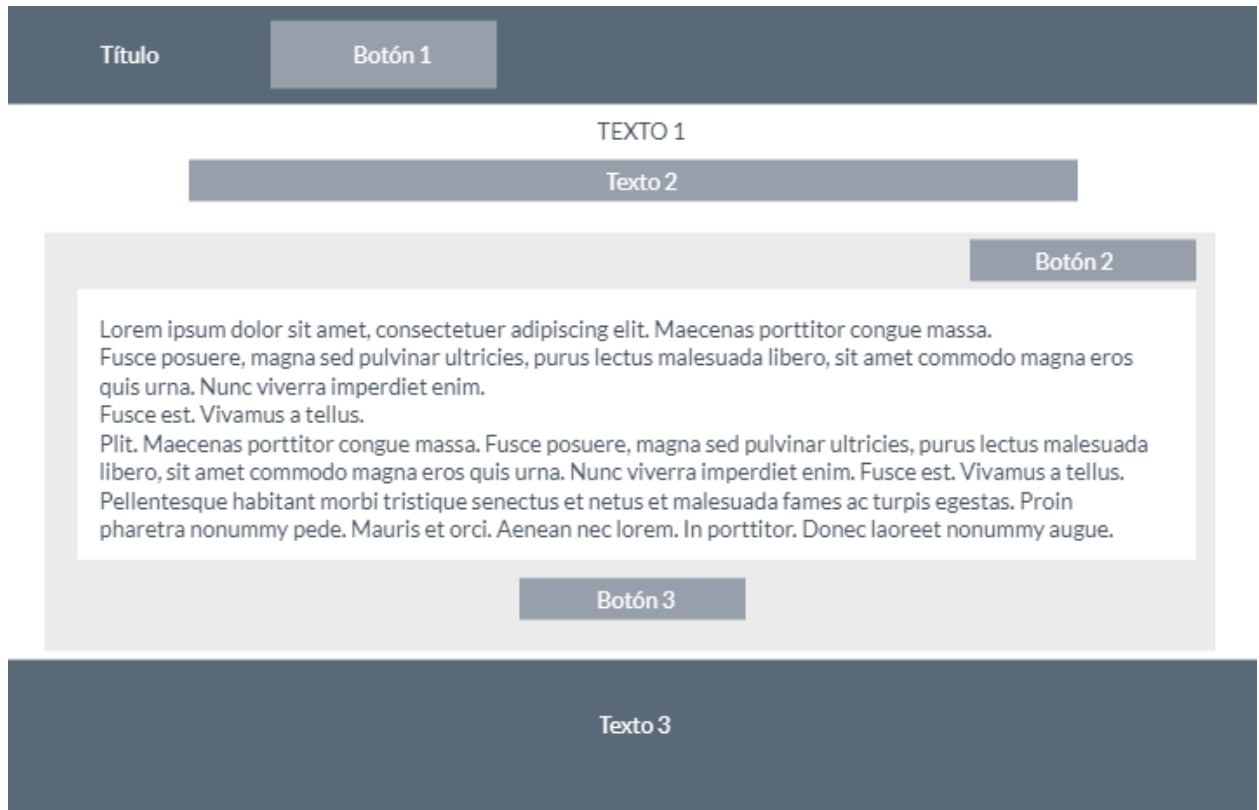 Título
Botón 1
TEXTO 1
Texto 2
Botón 2
Lorem ipsum dolor sit amet, consectetuer adipiscing elit. Maecenas porttitor congue massa.
Fusce posuere, magna sed pulvinar ultricies, purus lectus malesuada libero, sit amet commodo magna eros
quis urna. Nunc viverra imperdiet enim.
Fusce est. Vivamus a tellus.
Plit. Maecenas porttitor congue massa. Fusce posuere, magna sed pulvinar ultricies, purus lectus malesuada
libero, sit amet commodo magna eros quis urna. Nunc viverra imperdiet enim. Fusce est. Vivamus a tellus.
Pellentesque habitant morbi tristique senectus et netus et malesuada fames ac turpis egestas. Proin
pharetra nonummy pede. Mauris et orci. Aenean nec lorem. In porttitor. Donec laoreet nonummy augue.
Botón 3
Texto 3